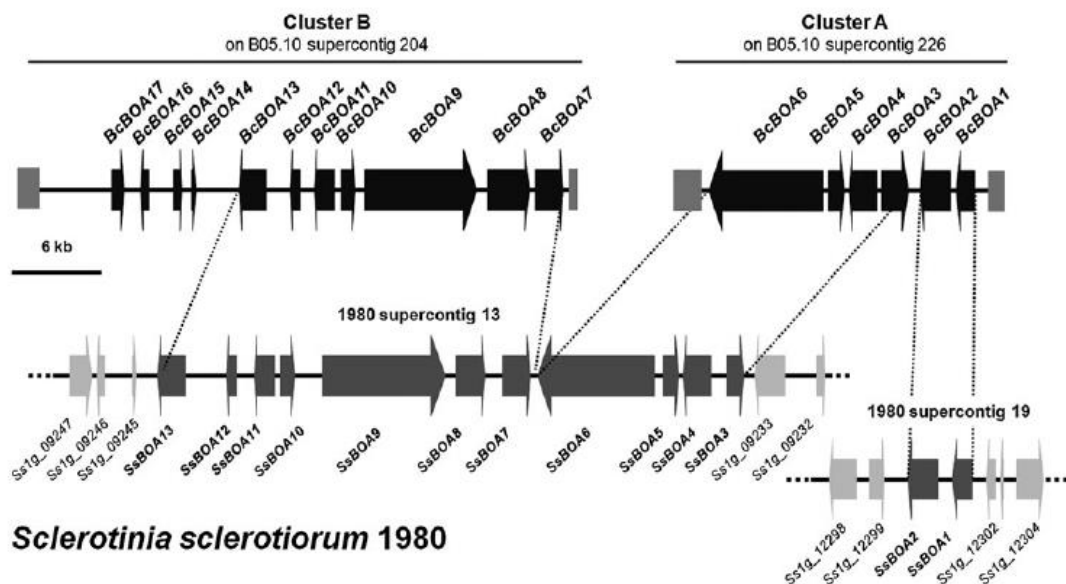 Cluster B
on B05.10 supercontig 204
Cluster A
on B05.10 supercontig 226
BcBOA17
BcBOA16
BcBOA15
BcBOA14
BcBOA13
BcBOA12
BcBOA11
BcBOA10
BcBOA9
BcBOA8
BcBOA7
BcBOA6
BcBOA5
BcBOA4
BcBOA3
BcBOA2
BcBOA1
6 kb
1980 supercontig 13
Ss1g_09247
Ss1g_09246
Ss1g_09245
SsBOA13
SsBOA12
SsBOA11
SsBOA10
SsBOA9
SsBOA8
SsBOA7
SsBOA6
SsBOA5
SsBOA4
SsBOA3
Ss1g_09233
Ss1g_09232
1980 supercontig 19
Ss1g_12298
Ss1g_12299
SsBOA2
SsBOA1
Ss1g_12302
Ss1g_12304
Sclerotinia sclerotiorum 1980